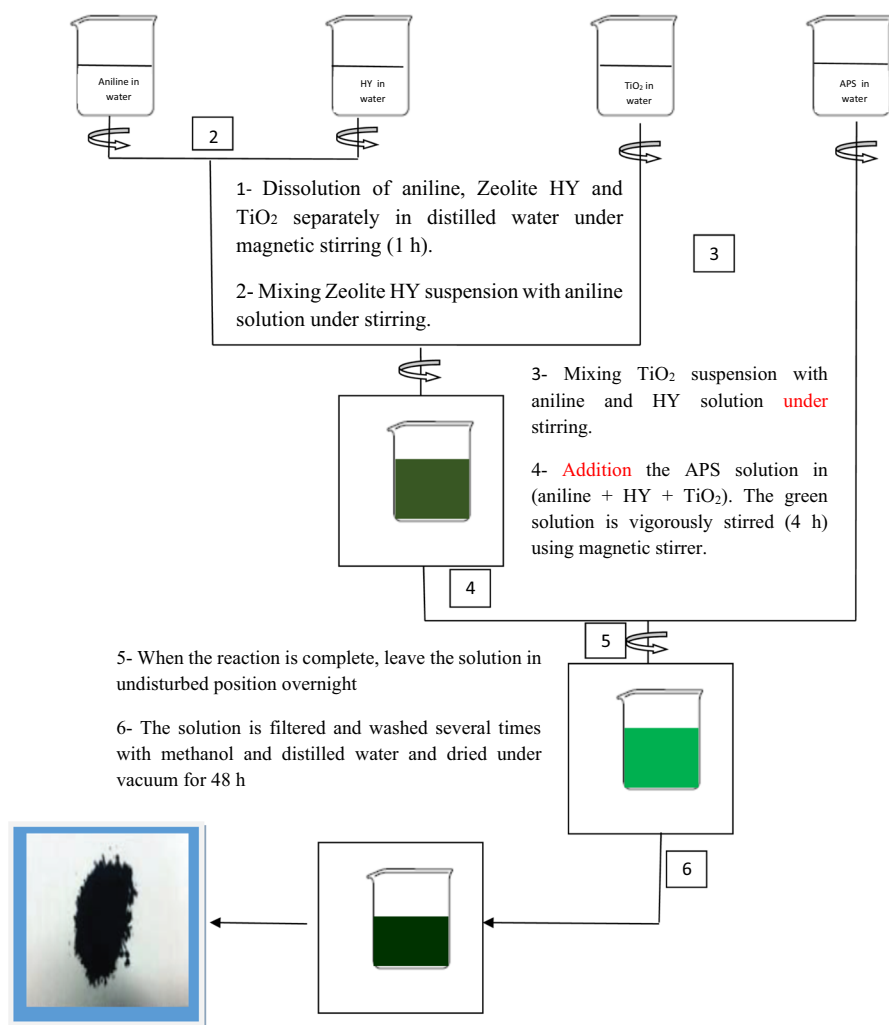 Aniline in
water
HY in
water
TiO2 in
water
APS in
water
2
1- Dissolution of aniline, Zeolite HY and
TiO2 separately in distilled water under
magnetic stirring (1 h).
3
2- Mixing Zeolite HY suspension with aniline
solution under stirring.
3- Mixing TiO2 suspension with
aniline and HY solution under
stirring.
4- Addition the APS solution in
(aniline + HY + TiO2). The green
solution is vigorously stirred (4 h)
using magnetic stirrer.
4
5
5- When the reaction is complete, leave the solution in
undisturbed position overnight
6- The solution is filtered and washed several times
with methanol and distilled water and dried under
vacuum for 48 h
6